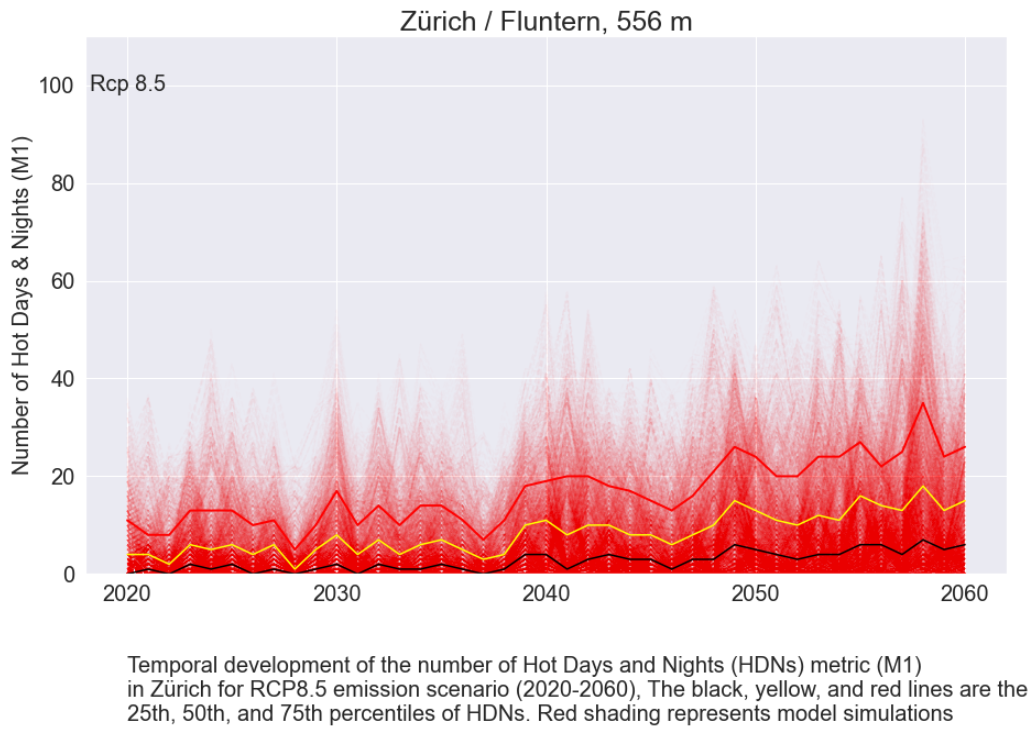 Zürich / Fluntern, 556 m
Rcp 8.5
Number of Hot Days & Nights (M1)
100
80
60
40
20
0
2020 2030 2040 2050 2060
Temporal development of the number of Hot Days and Nights (HDNs) metric (M1)
in Zürich for RCP8.5 emission scenario (2020-2060), The black, yellow, and red lines are the
25th, 50th, and 75th percentiles of HDNs. Red shading represents model simulations